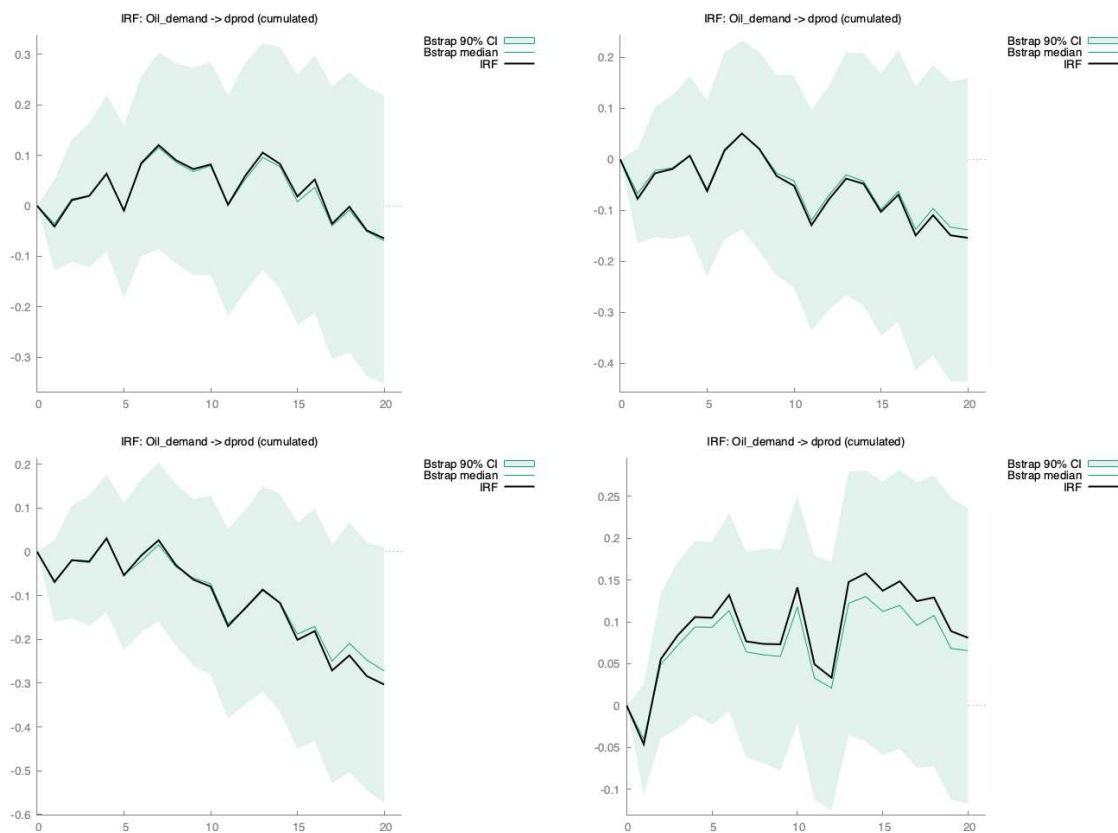 IRF: Oil_demand -> dprod (cumulated)
Bstrap 90% CI
Bstrap median
IRF
0.3
0.2
0.1
0
-0.1
-0.2
-0.3
0 5 10 15 20
IRF: Oil_demand -> dprod (cumulated)
Bstrap 90% CI
Bstrap median
IRF
0.2
0.1
0
-0.1
-0.2
-0.3
-0.4
0 5 10 15 20
IRF: Oil_demand -> dprod (cumulated)
Bstrap 90% CI
Bstrap median
IRF
0.2
0.1
0
-0.1
-0.2
-0.3
-0.4
-0.5
-0.6
0 5 10 15 20
IRF: Oil_demand -> dprod (cumulated)
Bstrap 90% CI
Bstrap median
IRF
0.25
0.2
0.15
0.1
0.05
0
-0.05
-0.1
0 5 10 15 20